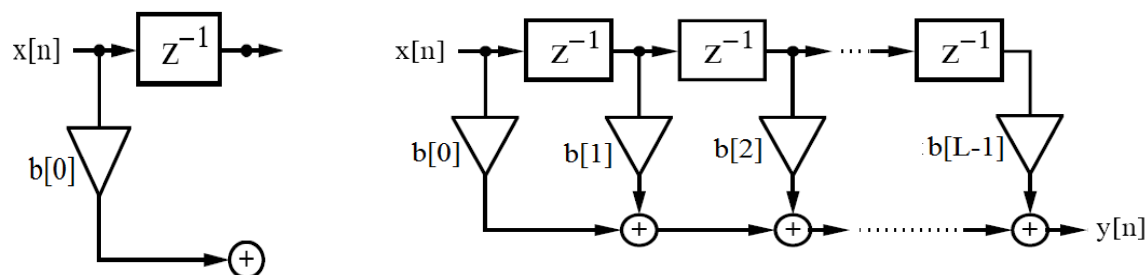 x[n] z⁻¹
b[0]
+
x[n] z⁻¹ z⁻¹ z⁻¹
b[0] b[1] b[2] b[L-1]
+ + + y[n]